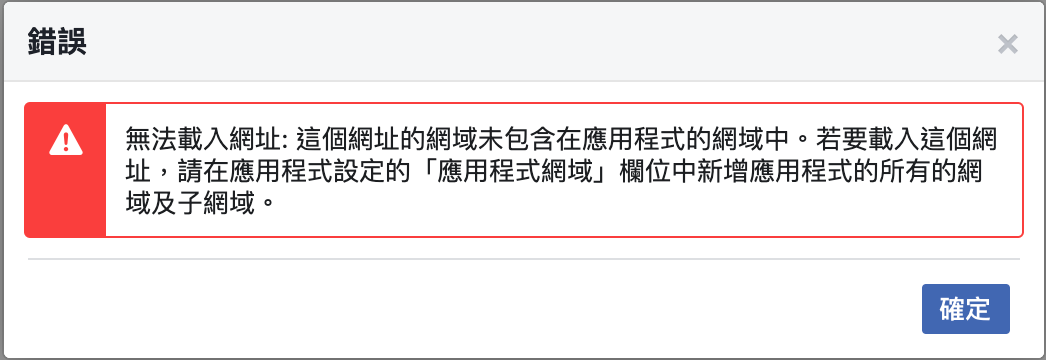 錯誤
無法載入網址: 這個網址的網域未包含在應用程式的網域中。若要載入這個網
址，請在應用程式設定的「應用程式網域」欄位中新增應用程式的所有的網
域及子網域。
確定